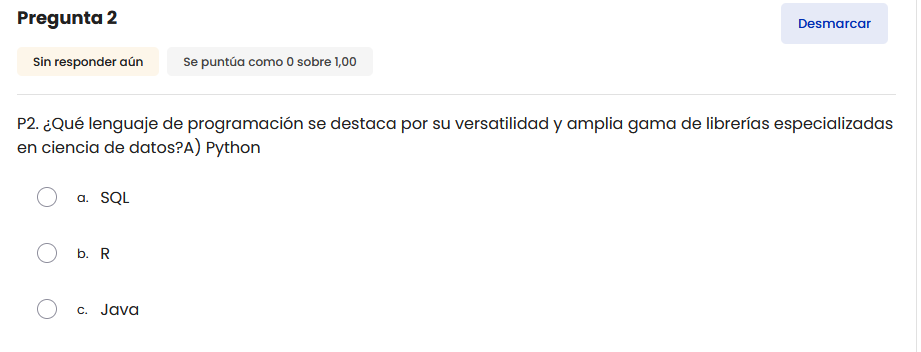 Pregunta 2
Desmarcar
Sin responder aún
Se puntúa como 0 sobre 1,00
P2. ¿Qué lenguaje de programación se destaca por su versatilidad y amplia gama de librerías especializadas
en ciencia de datos?A) Python
a. SQL
b. R
c. Java